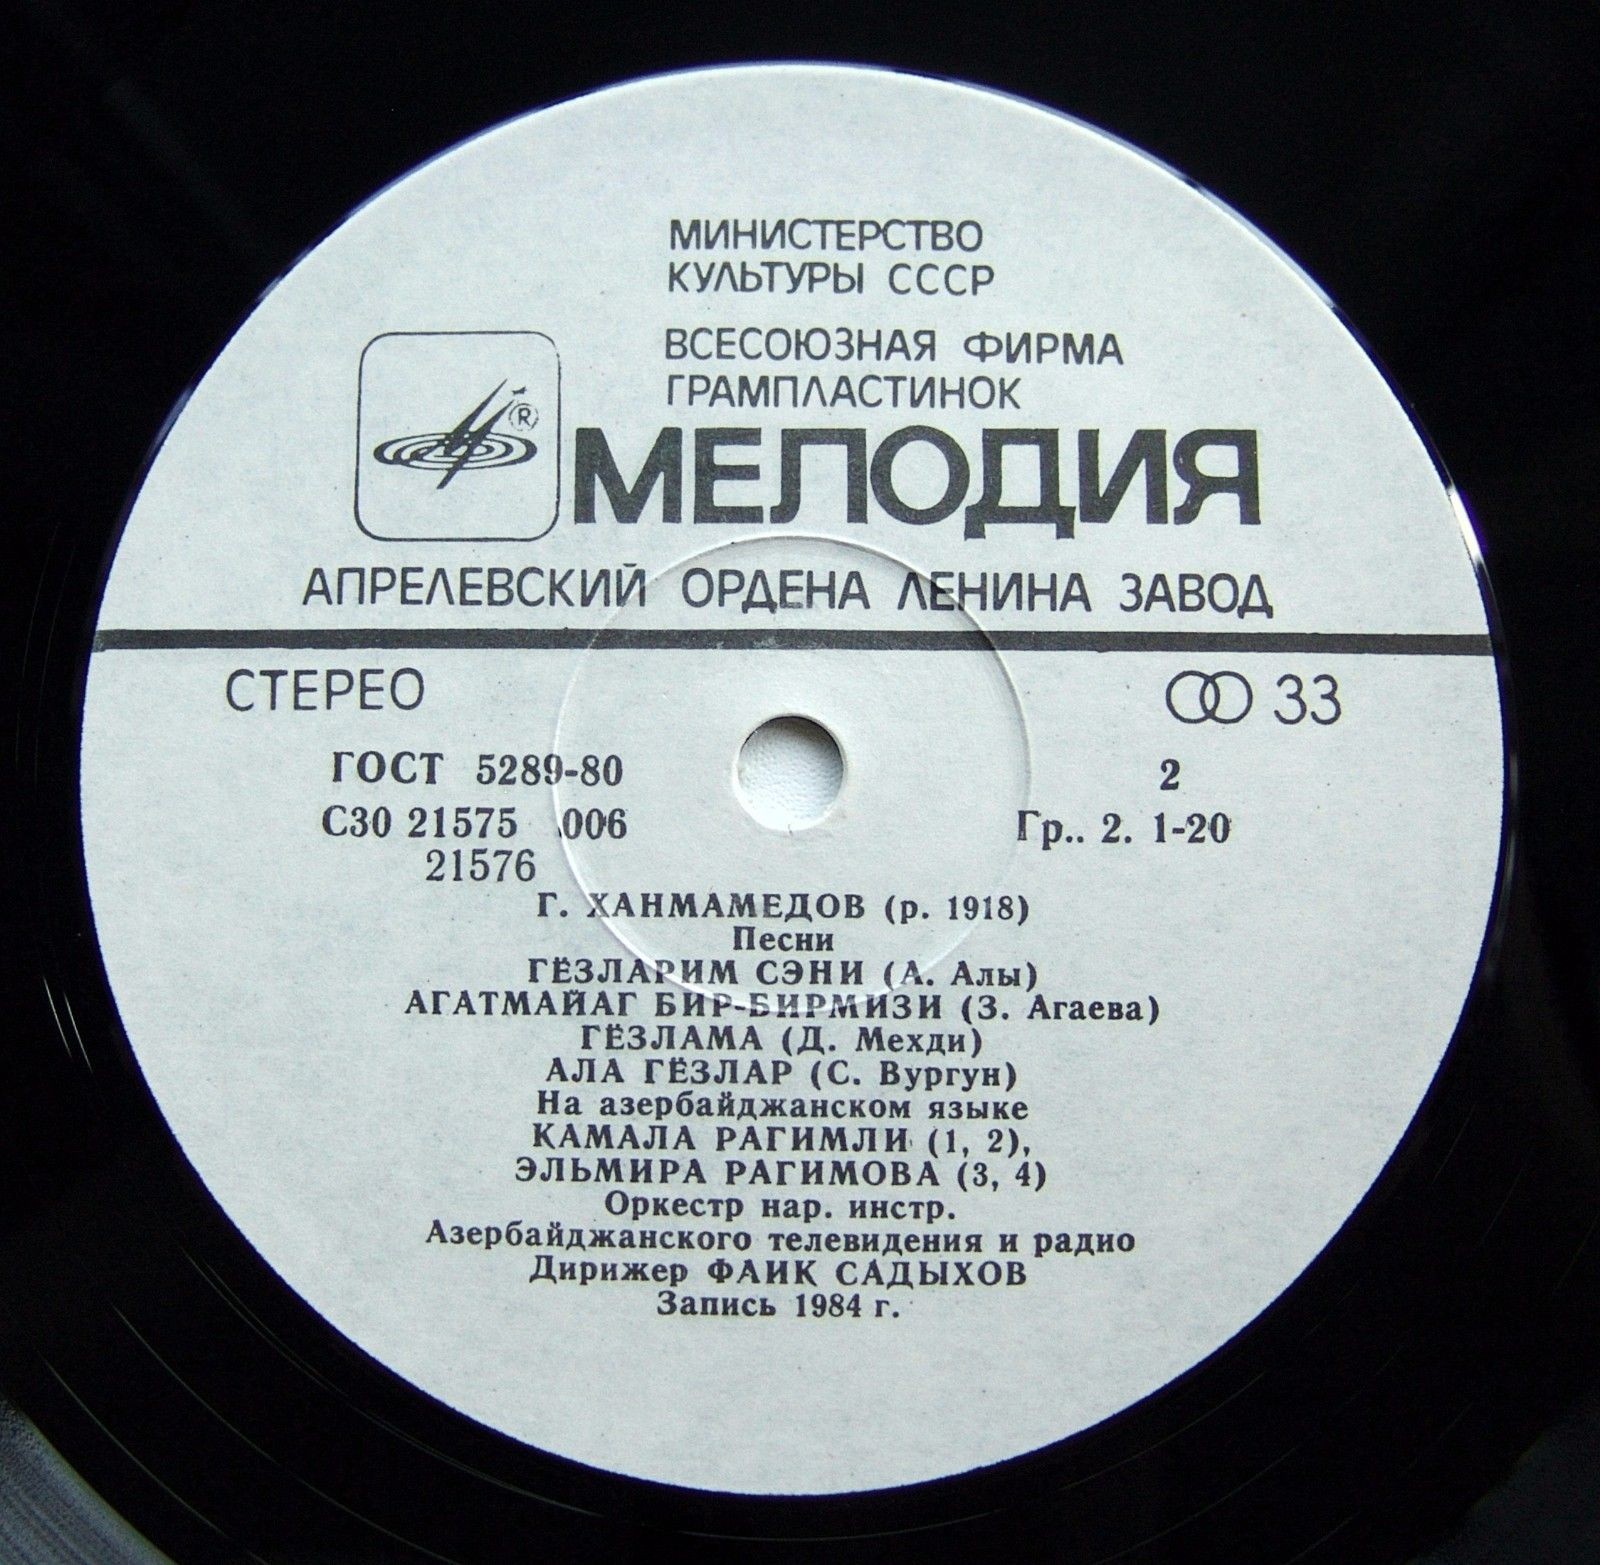 МИНИСТЕРСТВО
КУЛЬТУРЫ СССР
ВСЕСОЮЗНАЯ ФИРМА
ГРАМПЛАСТИНОК
®
МЕЛОДИЯ
АПРЕЛЕВСКИЙ ОРДЕНА ЛЕНИНА ЗАВОД
СТЕРЕО 33
ГОСТ 5289-80 2
С30 21575 006 Гр.. 2. 1-20
21576
Г. ХАНМАМЕДОВ (р. 1918)
Песни
ГЁЗЛАРИМ СЭНИ (А. Алы)
АГАТМАЙАГ БИР-БИРМИЗИ (З. Агаева)
ГЁЗЛАМА (Д. Мехди)
АЛА ГЁЗЛАР (С. Вургун)
На азербайджанском языке
КАМАЛА РАГИМЛИ (1, 2),
ЭЛЬМИРА РАГИМОВА (3, 4)
Оркестр нар. инстр.
Азербайджанского телевидения и радио
Дирижер ФАИК САДЫХОВ
Запись 1984 г.